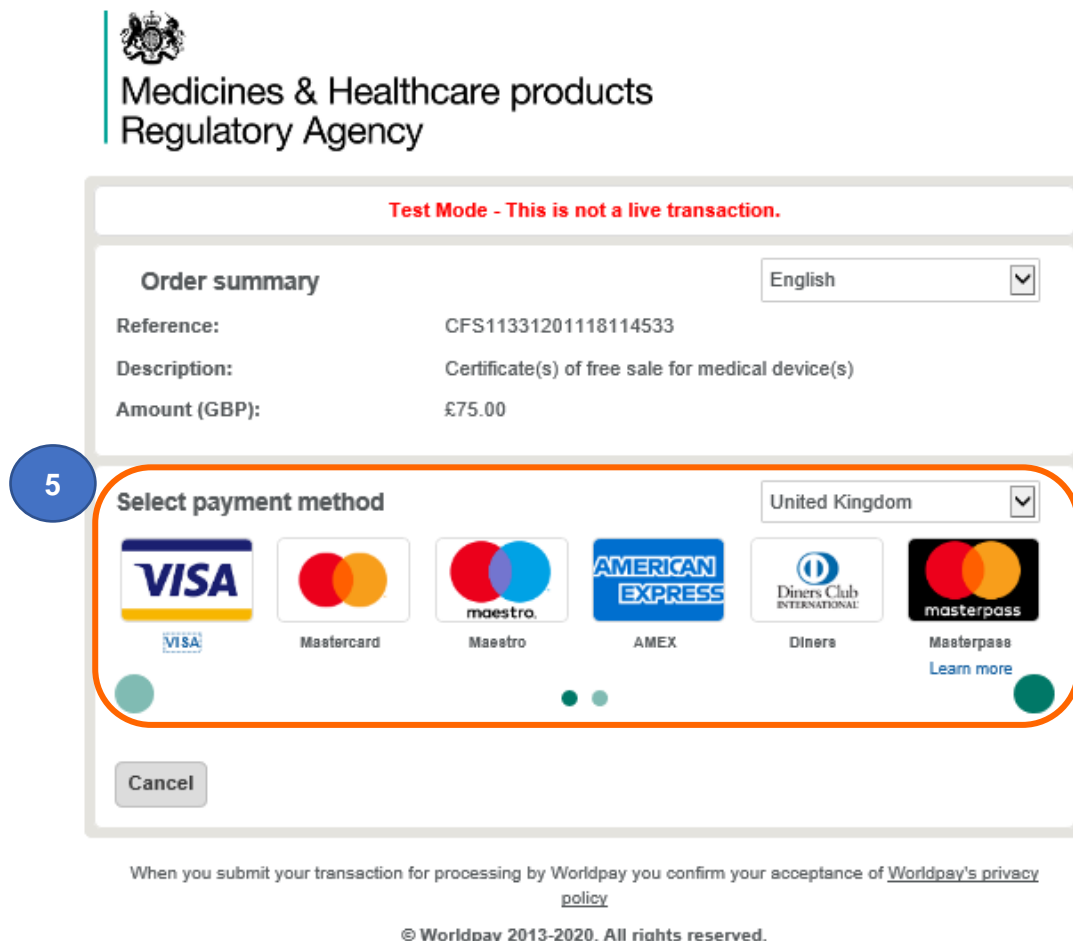 Medicines & Healthcare products
Regulatory Agency
Test Mode - This is not a live transaction.
Order summary English
Reference: CFS11331201118114533
Description: Certificate(s) of free sale for medical device(s)
Amount (GBP): £75.00
5
Select payment method United Kingdom
VISA
maestro.
AMERICAN
EXPRESS
Diners Club
INTERNATIONAL
masterpass
VISA Mastercard Maestro AMEX Diners Masterpass
Learn more
Cancel
When you submit your transaction for processing by Worldpay you confirm your acceptance of Worldpay's privacy
policy
© Worldpay 2013-2020. All rights reserved.